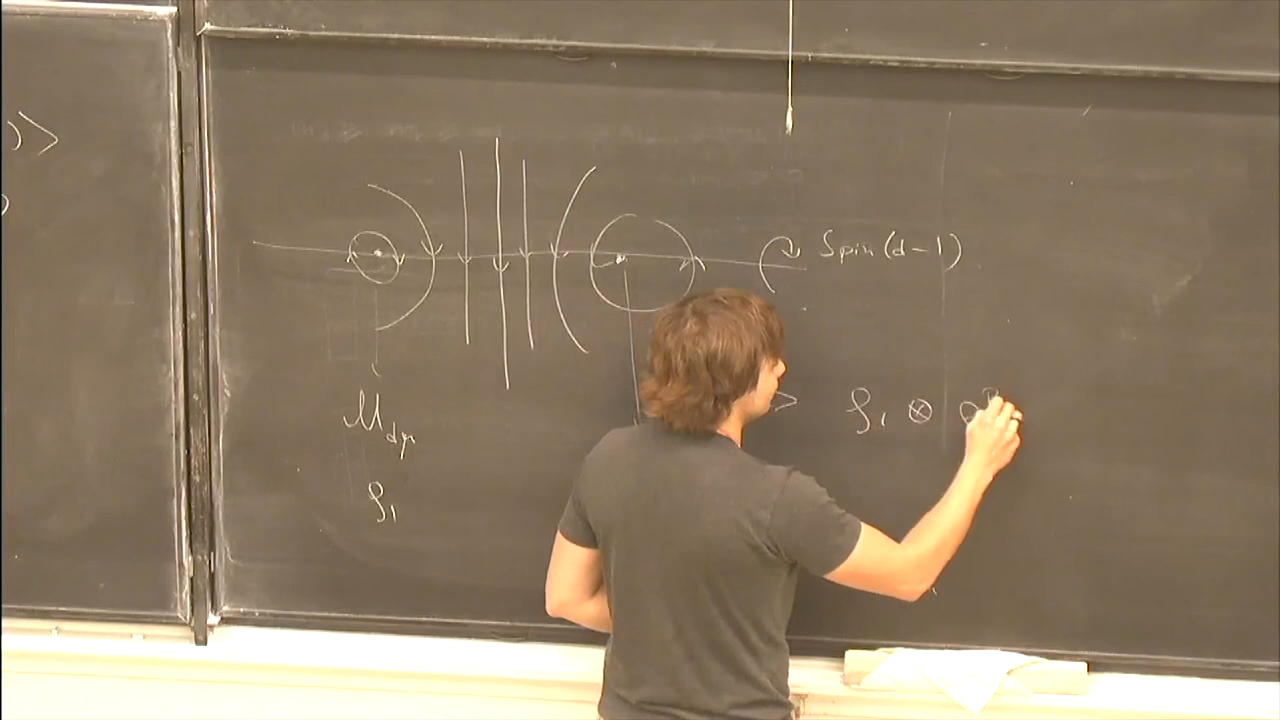 )>
Spin(d-1)
> ρ₁ ⊗
M_dyn
ρ₁